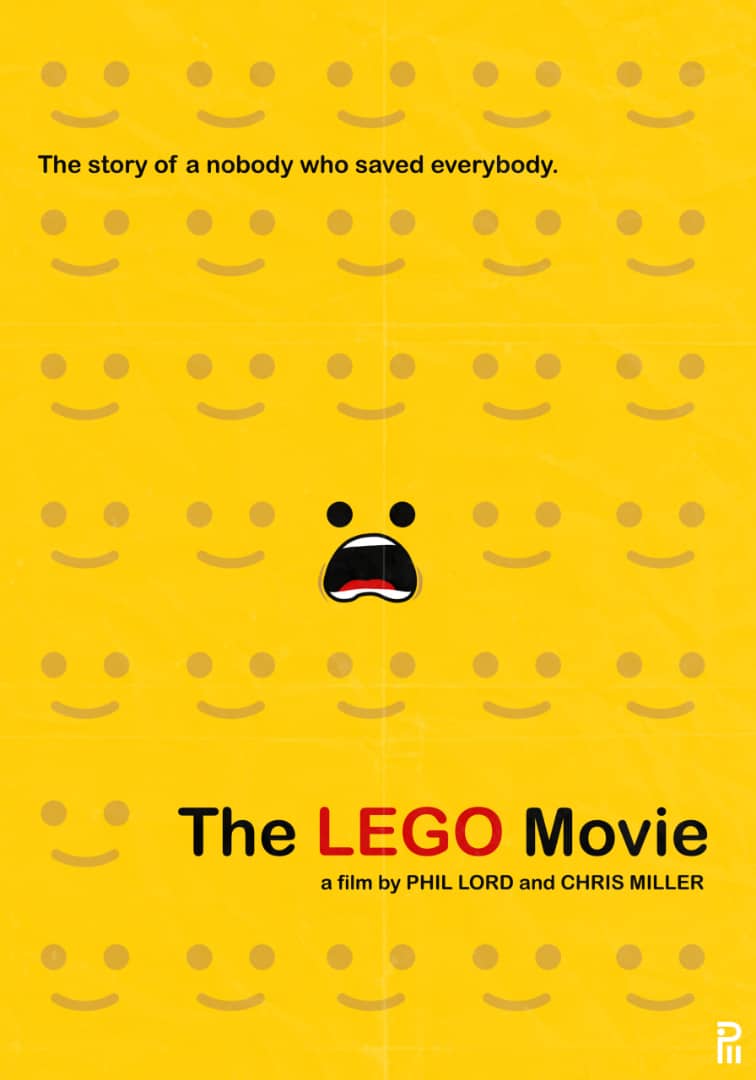 The story of a nobody who saved everybody.
The LEGO Movie
a film by PHIL LORD and CHRIS MILLER